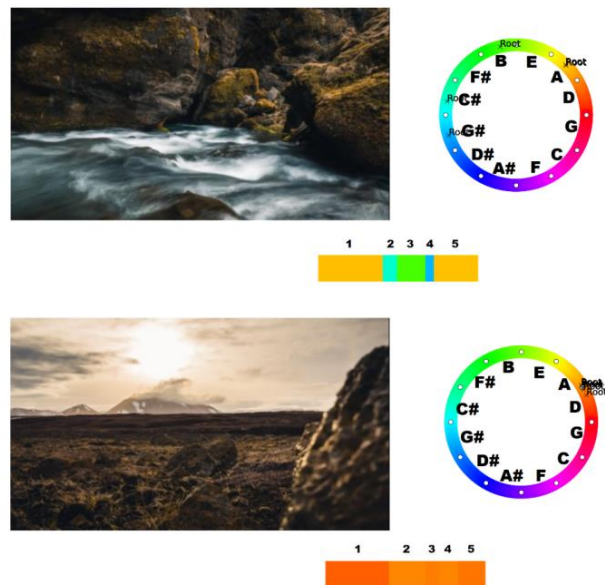 Root
B E
Root
F# A
Root C# D
Root G# G
D# C
A# F
1 2 3 4 5
B E
F# A Root
Root
C# D
G# G
D# C
A# F
1 2 3 4 5